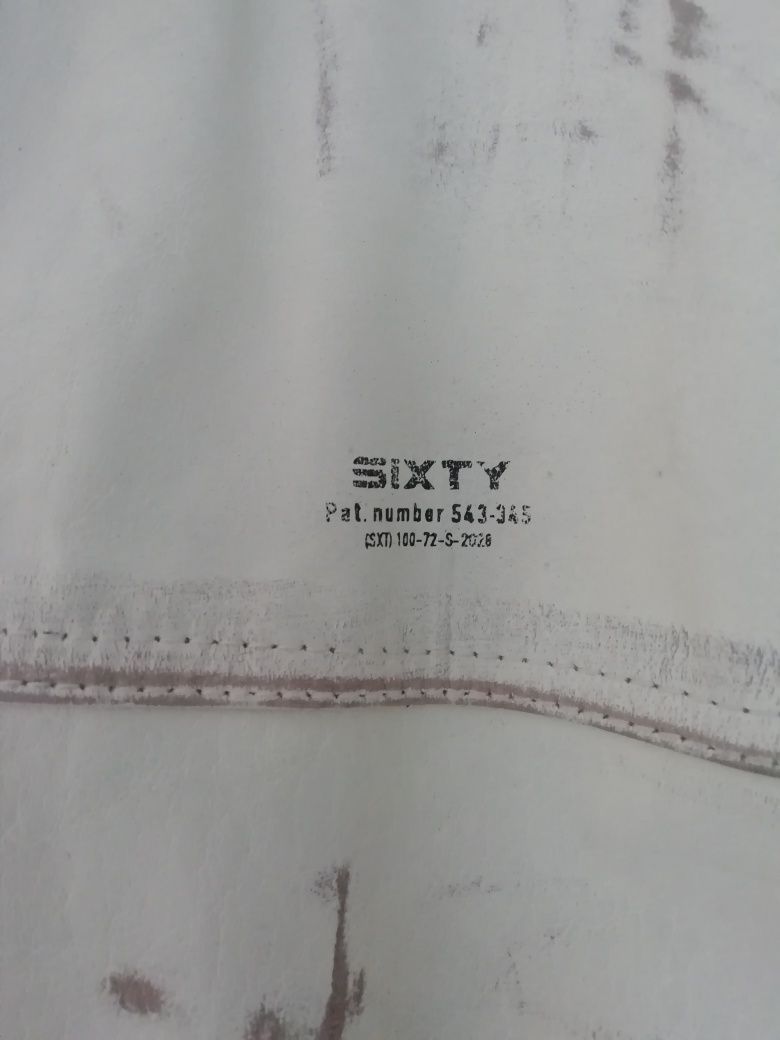 SIXTY
Pat. number 543-345
(SXT) 100-72-S-2028